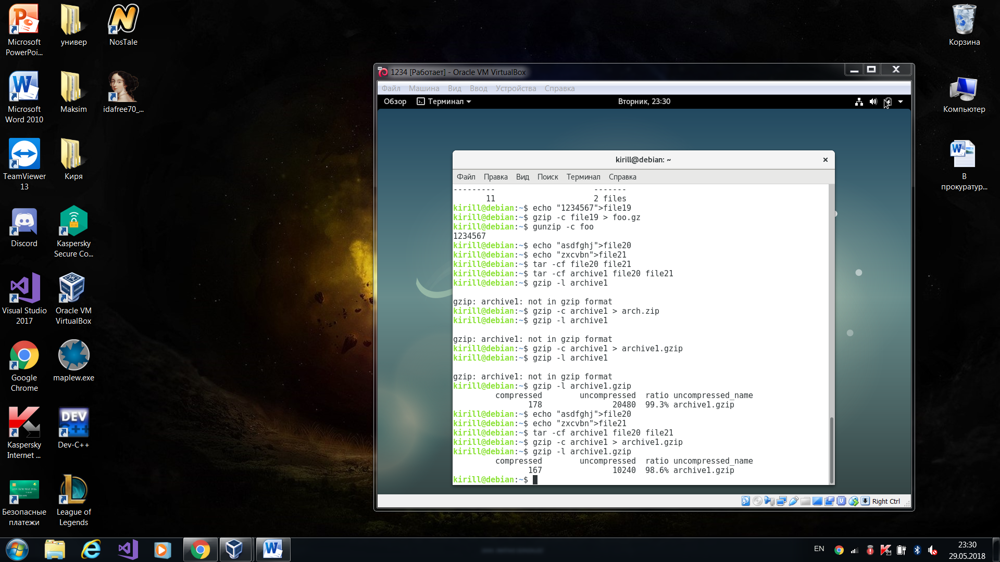 Microsoft
PowerPoi...
универ
NosTale
Microsoft
Word 2010
Maksim
idafree70_...
TeamViewer
13
Киря
Discord
Kaspersky
Secure Co...
Visual Studio
2017
Oracle VM
VirtualBox
Google
Chrome
maplew.exe
Kaspersky
Internet ...
DEV
C++
Dev-C++
Безопасные
платежи
League of
Legends
Корзина
Компьютер
В
прокуратур...
1234 [Работает] - Oracle VM VirtualBox
Файл Машина Вид Ввод Устройства Справка
Обзор Терминал Вторник, 23:30
kirill@debian: ~
Файл Правка Вид Поиск Терминал Справка
--------- -------
11 2 files
kirill@debian:~$ echo "1234567">file19
kirill@debian:~$ gzip -c file19 > foo.gz
kirill@debian:~$ gunzip -c foo
1234567
kirill@debian:~$ echo "asdfghj">file20
kirill@debian:~$ echo "zxcvbn">file21
kirill@debian:~$ tar -cf file20 file21
kirill@debian:~$ tar -cf archive1 file20 file21
kirill@debian:~$ gzip -l archive1
gzip: archive1: not in gzip format
kirill@debian:~$ gzip -c archive1 > arch.zip
kirill@debian:~$ gzip -l archive1
gzip: archive1: not in gzip format
kirill@debian:~$ gzip -c archive1 > archive1.gzip
kirill@debian:~$ gzip -l archive1
gzip: archive1: not in gzip format
kirill@debian:~$ gzip -l archive1.gzip
compressed uncompressed ratio uncompressed_name
178 20480 99.3% archive1.gzip
kirill@debian:~$ echo "asdfghj">file20
kirill@debian:~$ echo "zxcvbn">file21
kirill@debian:~$ tar -cf archive1 file20 file21
kirill@debian:~$ gzip -c archive1 > archive1.gzip
kirill@debian:~$ gzip -l archive1.gzip
compressed uncompressed ratio uncompressed_name
167 10240 98.6% archive1.gzip
kirill@debian:~$
Right Ctrl
EN
23:30
29.05.2018